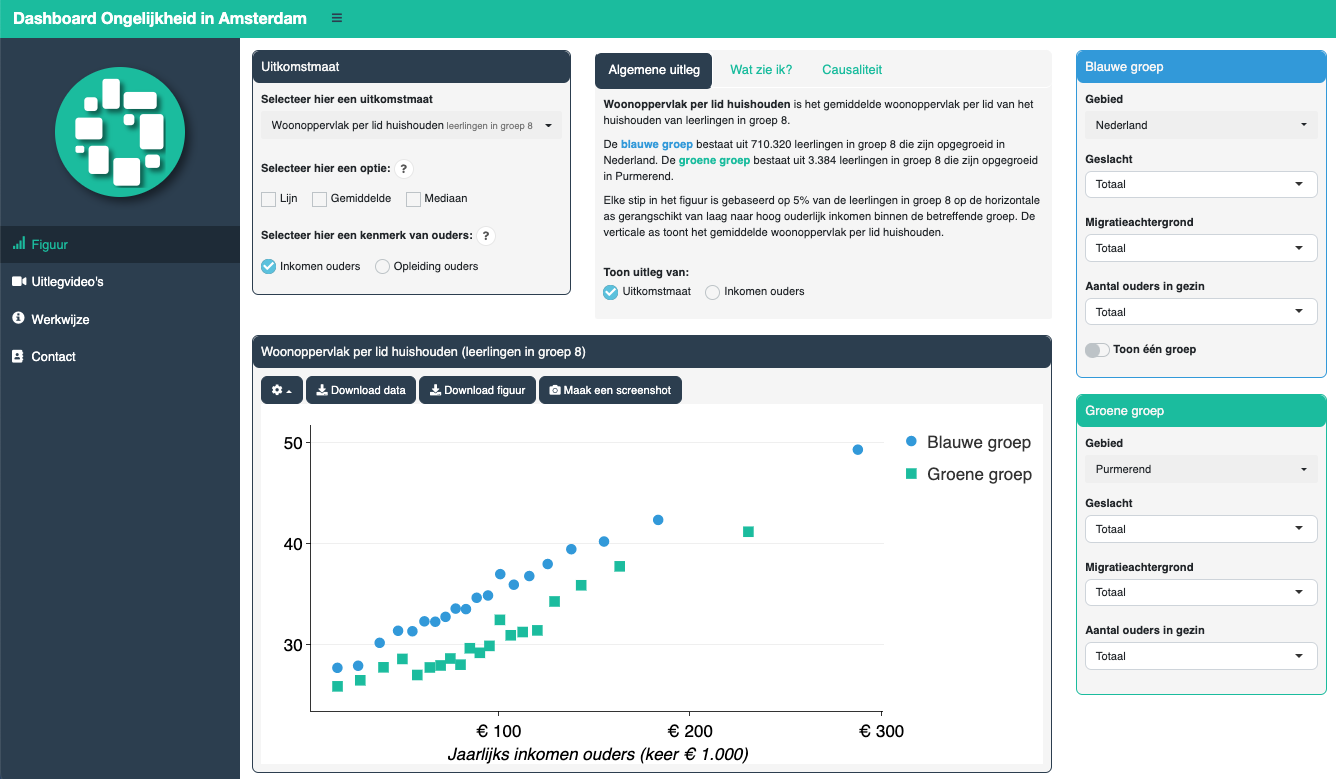 Dashboard Ongelijkheid in Amsterdam
Figuur
Uitlegvideo's
Werkwijze
Contact
Uitkomstmaat
Selecteer hier een uitkomstmaat
Woonoppervlak per lid huishouden leerlingen in groep 8
Selecteer hier een optie: ?
Lijn Gemiddelde Mediaan
Selecteer hier een kenmerk van ouders: ?
Inkomen ouders Opleiding ouders
Algemene uitleg Wat zie ik? Causaliteit
Woonoppervlak per lid huishouden is het gemiddelde woonoppervlak per lid van het
huishouden van leerlingen in groep 8.
De blauwe groep bestaat uit 710.320 leerlingen in groep 8 die zijn opgegroeid in
Nederland. De groene groep bestaat uit 3.384 leerlingen in groep 8 die zijn opgegroeid
in Purmerend.
Elke stip in het figuur is gebaseerd op 5% van de leerlingen in groep 8 op de horizontale
as gerangschikt van laag naar hoog ouderlijk inkomen binnen de betreffende groep. De
verticale as toont het gemiddelde woonoppervlak per lid huishouden.
Toon uitleg van:
Uitkomstmaat Inkomen ouders
Woonoppervlak per lid huishouden (leerlingen in groep 8)
Download data Download figuur Maak een screenshot
50
40
30
€ 100 € 200 € 300
Jaarlijks inkomen ouders (keer € 1.000)
Blauwe groep
Groene groep
Blauwe groep
Gebied
Nederland
Geslacht
Totaal
Migratieachtergrond
Totaal
Aantal ouders in gezin
Totaal
Toon één groep
Groene groep
Gebied
Purmerend
Geslacht
Totaal
Migratieachtergrond
Totaal
Aantal ouders in gezin
Totaal